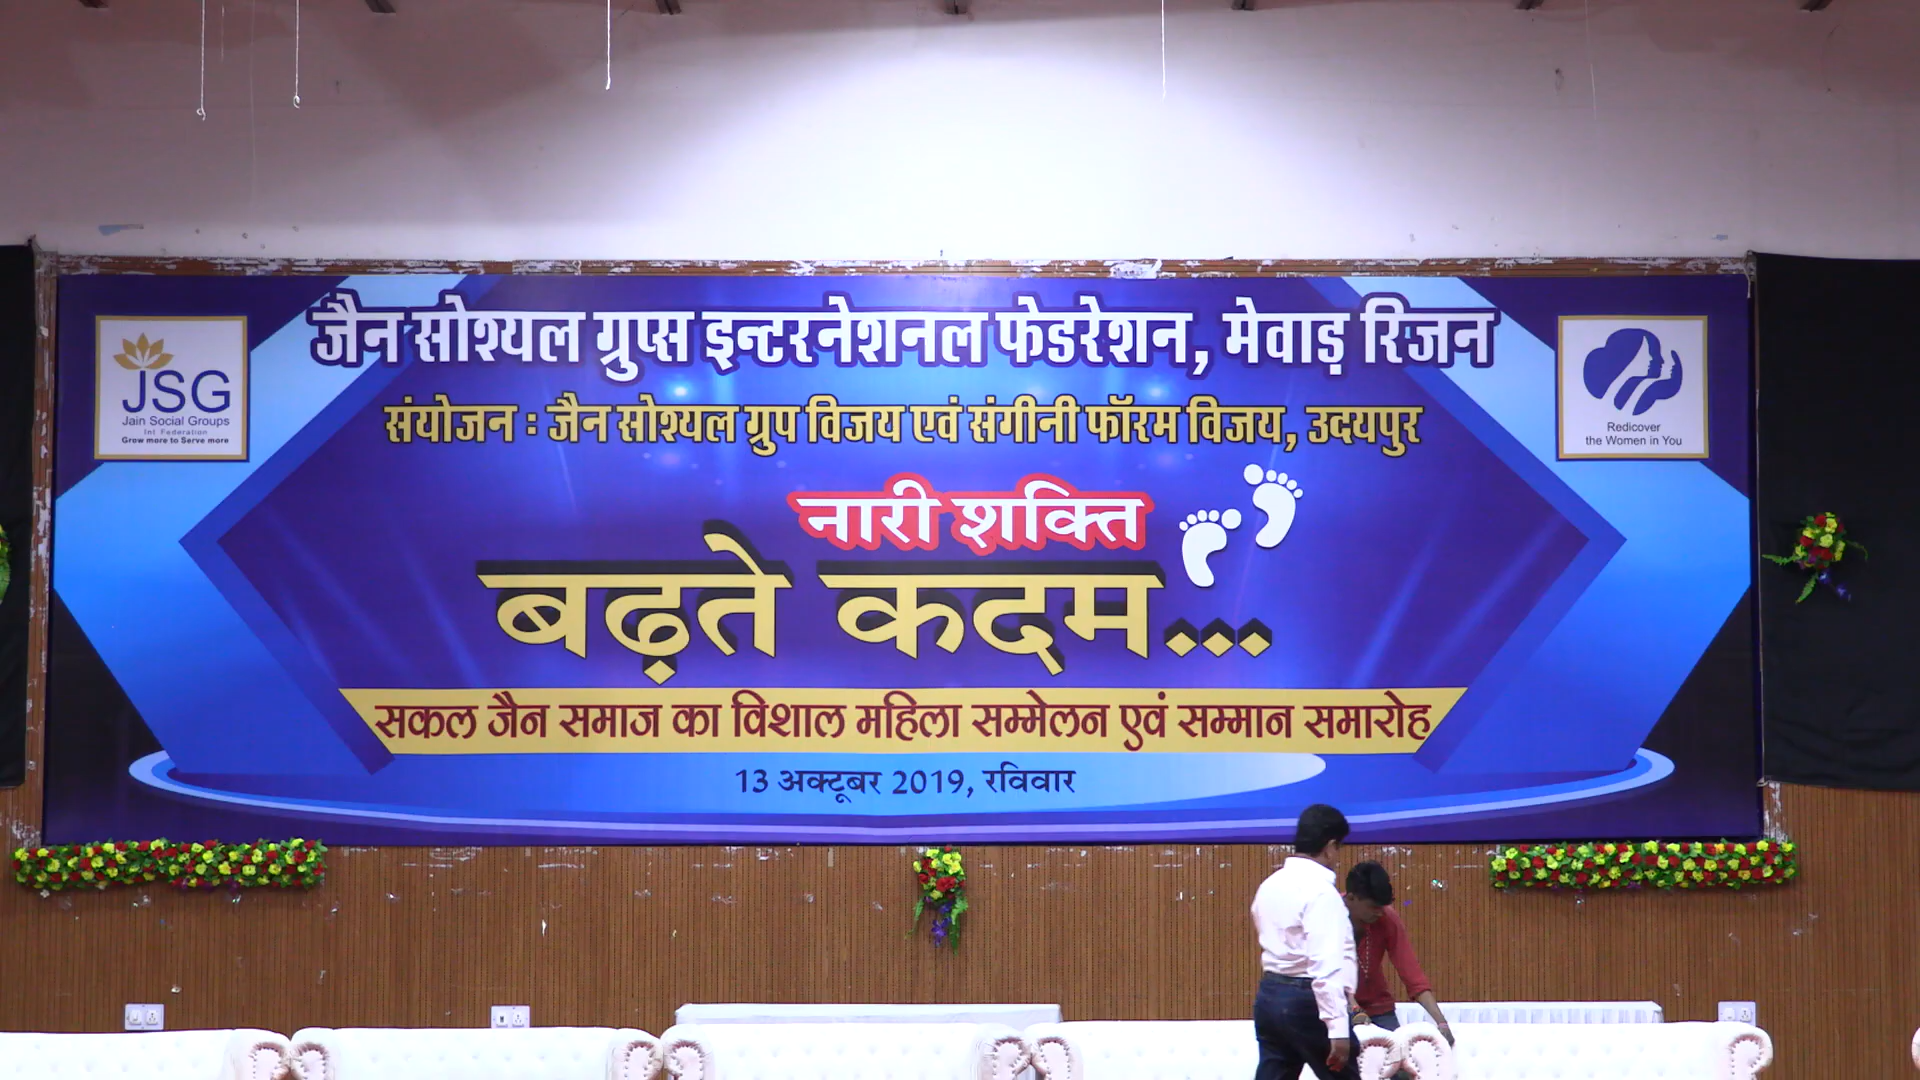 जैन सोश्यल ग्रुप्स इन्टरनेशनल फेडरेशन, मेवाड़ रिजन
JSG
Jain Social Groups
Int. Federation
Grow more to Serve more
Rediscover
the Women in You
संयोजन : जैन सोश्यल ग्रुप विजय एवं संगीनी फॉरम विजय, उदयपुर
नारी शक्ति
बढ़ते कदम...
सकल जैन समाज का विशाल महिला सम्मेलन एवं सम्मान समारोह
13 अक्टूबर 2019, रविवार